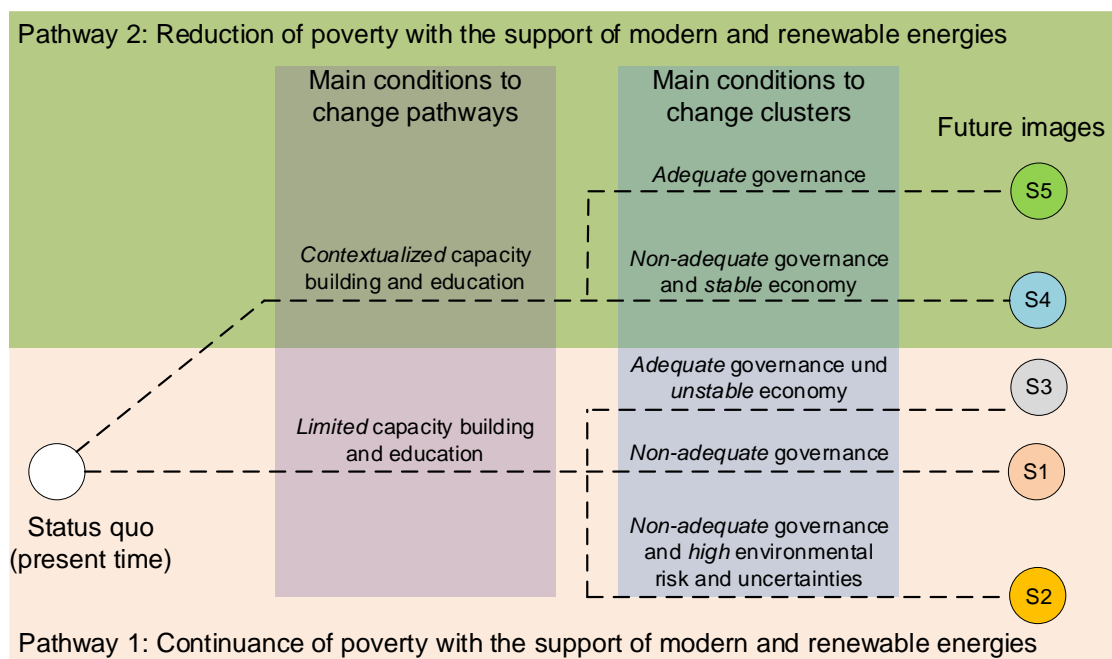 Pathway 2: Reduction of poverty with the support of modern and renewable energies
Main conditions to
change pathways
Main conditions to
change clusters
Future images
Adequate governance
S5
Contextualized capacity
building and education
Non-adequate governance
and stable economy
S4
Adequate governance und
unstable economy
S3
Limited capacity building
and education
Non-adequate governance
S1
Status quo
(present time)
Non-adequate governance
and high environmental
risk and uncertainties
S2
Pathway 1: Continuance of poverty with the support of modern and renewable energies